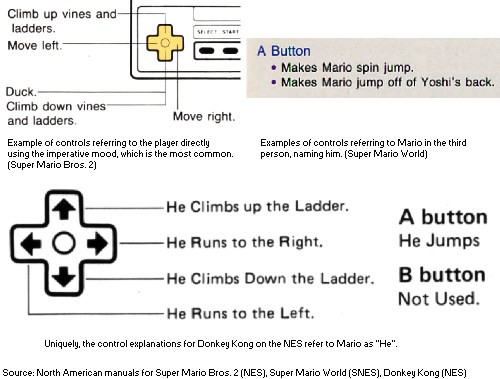 Climb up vines and
ladders.
Move left.
SELECT START
Duck.
Climb down vines
and ladders.
Move right.
A Button
• Makes Mario spin jump.
• Makes Mario jump off of Yoshi's back.
Example of controls referring to the player directly
using the imperative mood, which is the most common.
(Super Mario Bros. 2)
Examples of controls referring to Mario in the third
person, naming him. (Super Mario World)
He Climbs up the Ladder.
He Runs to the Right.
He Climbs Down the Ladder.
He Runs to the Left.
A button
He Jumps
B button
Not Used.
Uniquely, the control explanations for Donkey Kong on the NES refer to Mario as "He".
Source: North American manuals for Super Mario Bros. 2 (NES), Super Mario World (SNES), Donkey Kong (NES)